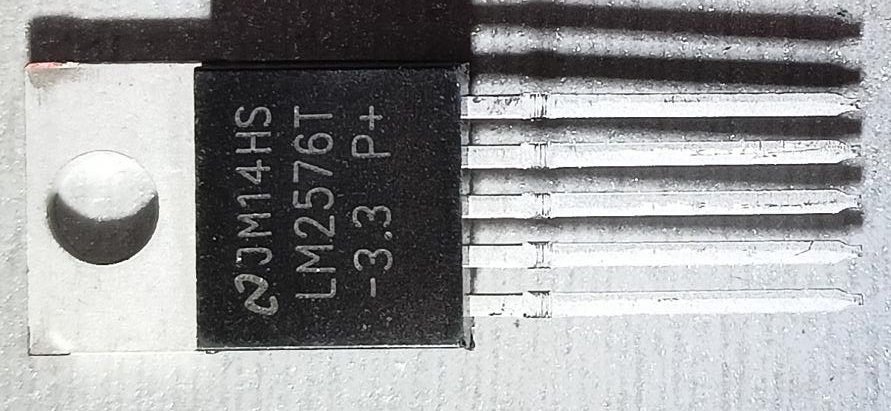 JM14HS
LM2576T
-3.3 P+